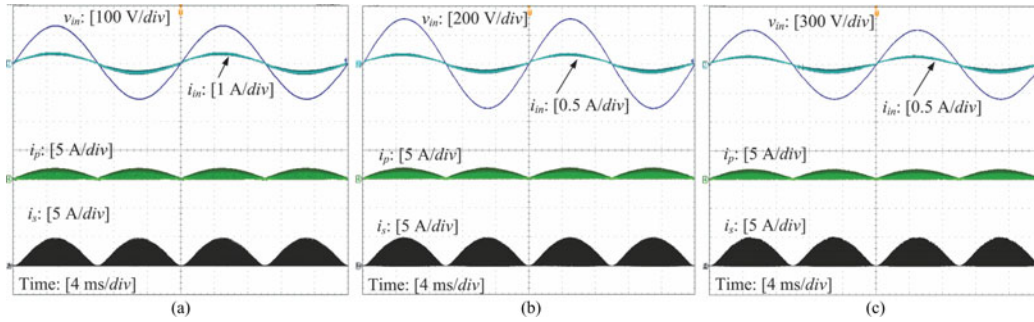 v_in: [100 V/div]
i_in: [1 A/div]
i_p: [5 A/div]
i_s: [5 A/div]
Time: [4 ms/div]
(a)
v_in: [200 V/div]
i_in: [0.5 A/div]
i_p: [5 A/div]
i_s: [5 A/div]
Time: [4 ms/div]
(b)
v_in: [300 V/div]
i_in: [0.5 A/div]
i_p: [5 A/div]
i_s: [5 A/div]
Time: [4 ms/div]
(c)